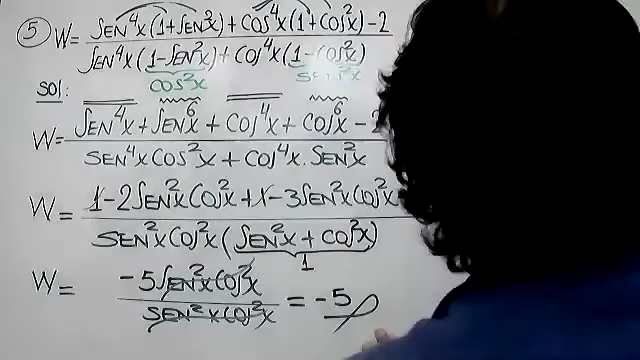 5 W= SEN⁴x(1+SEN²x)+COS⁴x(1+COS²x)-2
SEN⁴x(1-SEN²x)+COS⁴x(1-COS²x)
COS²x SEN²x
SOL:
W= SEN⁴x+SEN⁶x+COS⁴x+COS⁶x-2
SEN⁴xCOS²x+COS⁴x.SEN²x
W= 1-2SEN²xCOS²x+1-3SEN²xCOS²x
SEN²xCOS²x(SEN²x+COS²x)
1
W= -5SEN²xCOS²x = -5
SEN²xCOS²x